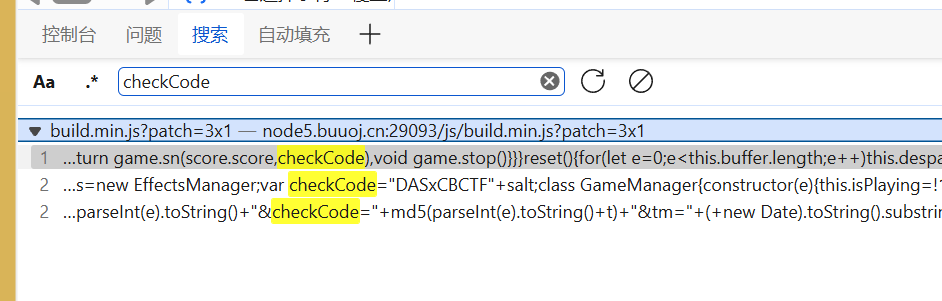 控制台 问题 搜索 自动填充
Aa .* checkCode
build.min.js?patch=3x1 — node5.buuoj.cn:29093/js/build.min.js?patch=3x1
1 ...turn game.sn(score.score,checkCode),void game.stop()}}}reset(){for(let e=0;e<this.buffer.length;e++)this.despa
2 ...s=new EffectsManager;var checkCode="DASxCBCTF"+salt;class GameManager{constructor(e){this.isPlaying=!
2 ...parseInt(e).toString()+"&checkCode="+md5(parseInt(e).toString()+t)+"&tm="+(+new Date).toString().substrin